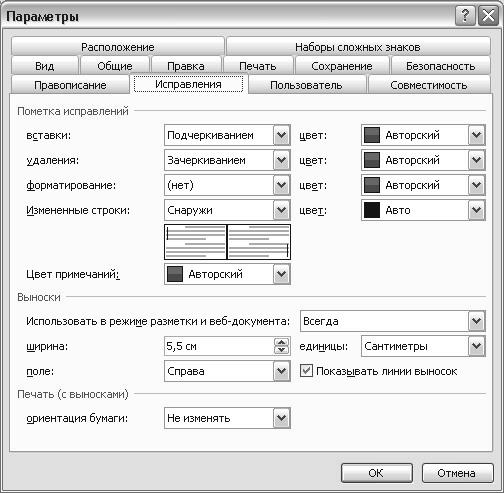 Параметры
Расположение Наборы сложных знаков
Вид Общие Правка Печать Сохранение Безопасность
Правописание Исправления Пользователь Совместимость
Пометка исправлений
вставки: Подчеркиванием цвет: Авторский
удаления: Зачеркиванием цвет: Авторский
форматирование: (нет) цвет: Авторский
Измененные строки: Снаружи цвет: Авто
Цвет примечаний: Авторский
Выноски
Использовать в режиме разметки и веб-документа: Всегда
ширина: 5,5 см единицы: Сантиметры
поле: Справа Показывать линии выносок
Печать (с выносками)
ориентация бумаги: Не изменять
ОК Отмена